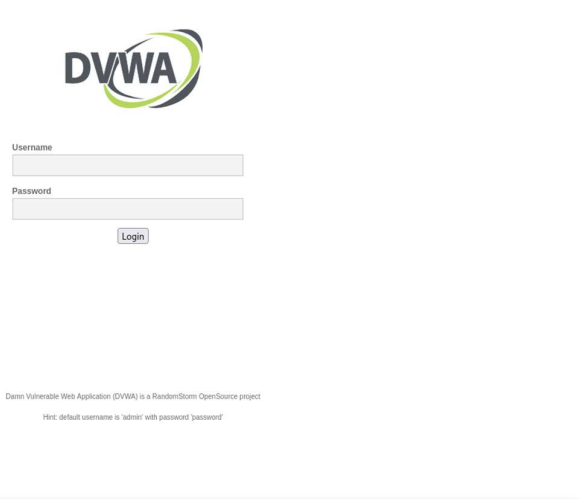 DVWA
Username
Password
Login
Damn Vulnerable Web Application (DVWA) is a RandomStorm OpenSource project
Hint: default username is 'admin' with password 'password'